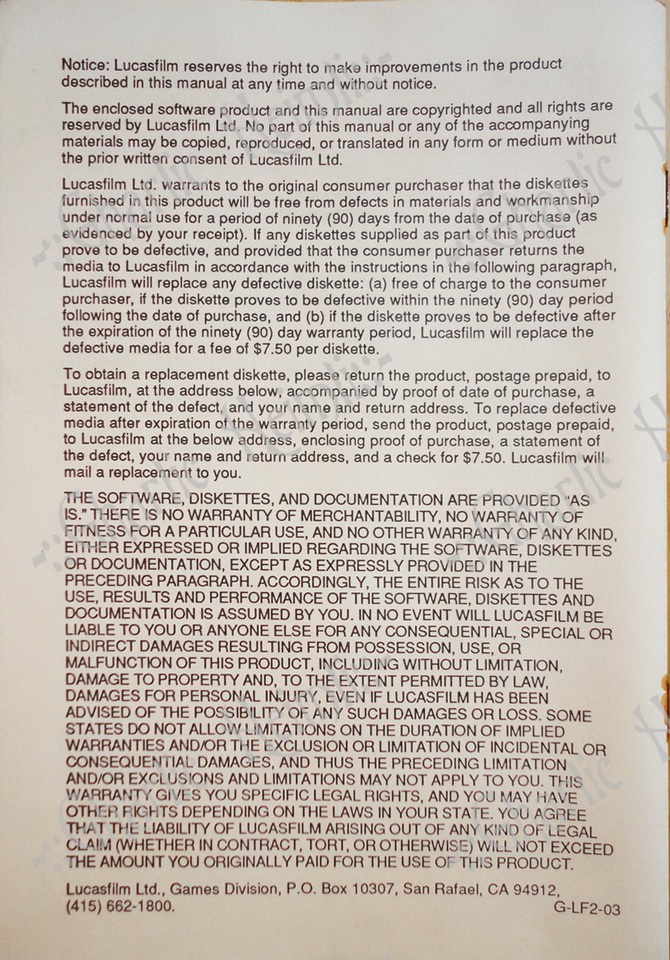 Notice: Lucasfilm reserves the right to make improvements in the product
described in this manual at any time and without notice.
The enclosed software product and this manual are copyrighted and all rights are
reserved by Lucasfilm Ltd. No part of this manual or any of the accompanying
materials may be copied, reproduced, or translated in any form or medium without
the prior written consent of Lucasfilm Ltd.
Lucasfilm Ltd. warrants to the original consumer purchaser that the diskettes
furnished in this product will be free from defects in materials and workmanship
under normal use for a period of ninety (90) days from the date of purchase (as
evidenced by your receipt). If any diskettes supplied as part of this product
prove to be defective, and provided that the consumer purchaser returns the
media to Lucasfilm in accordance with the instructions in the following paragraph,
Lucasfilm will replace any defective diskette: (a) free of charge to the consumer
purchaser, if the diskette proves to be defective within the ninety (90) day period
following the date of purchase, and (b) if the diskette proves to be defective after
the expiration of the ninety (90) day warranty period, Lucasfilm will replace the
defective media for a fee of $7.50 per diskette.
To obtain a replacement diskette, please return the product, postage prepaid, to
Lucasfilm, at the address below, accompanied by proof of date of purchase, a
statement of the defect, and your name and return address. To replace defective
media after expiration of the warranty period, send the product, postage prepaid,
to Lucasfilm at the below address, enclosing proof of purchase, a statement of
the defect, your name and return address, and a check for $7.50. Lucasfilm will
mail a replacement to you.
THE SOFTWARE, DISKETTES, AND DOCUMENTATION ARE PROVIDED "AS
IS." THERE IS NO WARRANTY OF MERCHANTABILITY, NO WARRANTY OF
FITNESS FOR A PARTICULAR USE, AND NO OTHER WARRANTY OF ANY KIND,
EITHER EXPRESSED OR IMPLIED REGARDING THE SOFTWARE, DISKETTES
OR DOCUMENTATION, EXCEPT AS EXPRESSLY PROVIDED IN THE
PRECEDING PARAGRAPH. ACCORDINGLY, THE ENTIRE RISK AS TO THE
USE, RESULTS AND PERFORMANCE OF THE SOFTWARE, DISKETTES AND
DOCUMENTATION IS ASSUMED BY YOU. IN NO EVENT WILL LUCASFILM BE
LIABLE TO YOU OR ANYONE ELSE FOR ANY CONSEQUENTIAL, SPECIAL OR
INDIRECT DAMAGES RESULTING FROM POSSESSION, USE, OR
MALFUNCTION OF THIS PRODUCT, INCLUDING WITHOUT LIMITATION,
DAMAGE TO PROPERTY AND, TO THE EXTENT PERMITTED BY LAW,
DAMAGES FOR PERSONAL INJURY, EVEN IF LUCASFILM HAS BEEN
ADVISED OF THE POSSIBILITY OF ANY SUCH DAMAGES OR LOSS. SOME
STATES DO NOT ALLOW LIMITATIONS ON THE DURATION OF IMPLIED
WARRANTIES AND/OR THE EXCLUSION OR LIMITATION OF INCIDENTAL OR
CONSEQUENTIAL DAMAGES, AND THUS THE PRECEDING LIMITATION
AND/OR EXCLUSIONS AND LIMITATIONS MAY NOT APPLY TO YOU. THIS
WARRANTY GIVES YOU SPECIFIC LEGAL RIGHTS, AND YOU MAY HAVE
OTHER RIGHTS DEPENDING ON THE LAWS IN YOUR STATE. YOU AGREE
THAT THE LIABILITY OF LUCASFILM ARISING OUT OF ANY KIND OF LEGAL
CLAIM (WHETHER IN CONTRACT, TORT, OR OTHERWISE) WILL NOT EXCEED
THE AMOUNT YOU ORIGINALLY PAID FOR THE USE OF THIS PRODUCT.
Lucasfilm Ltd., Games Division, P.O. Box 10307, San Rafael, CA 94912,
(415) 662-1800.
G-LF2-03